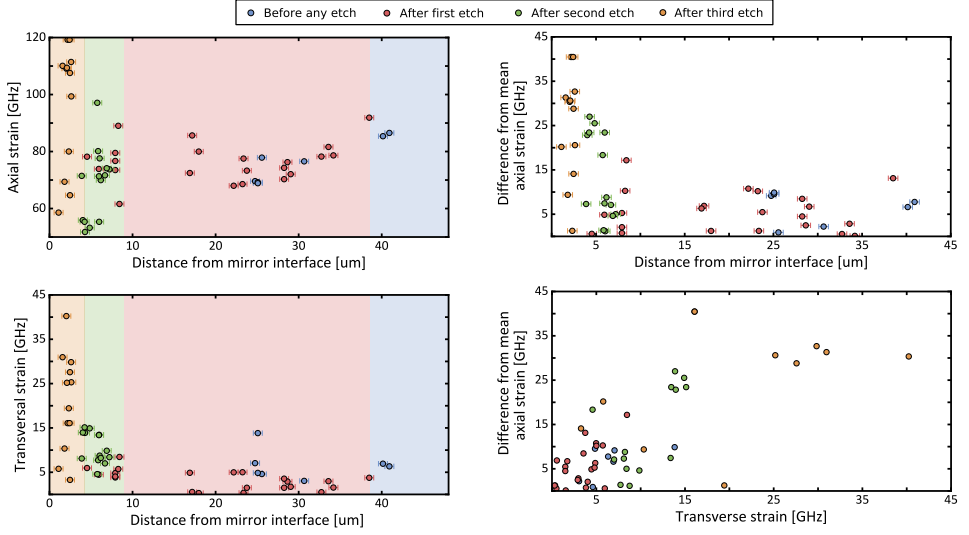 Before any etch After first etch After second etch After third etch
120
100
80
60
Axial strain [GHz]
0 10 20 30 40
Distance from mirror interface [um]
45
35
25
15
5
Difference from mean
axial strain [GHz]
5 15 25 35 45
Distance from mirror interface [um]
45
35
25
15
5
Transversal strain [GHz]
0 10 20 30 40
Distance from mirror interface [um]
45
35
25
15
5
Difference from mean
axial strain [GHz]
5 15 25 35 45
Transverse strain [GHz]